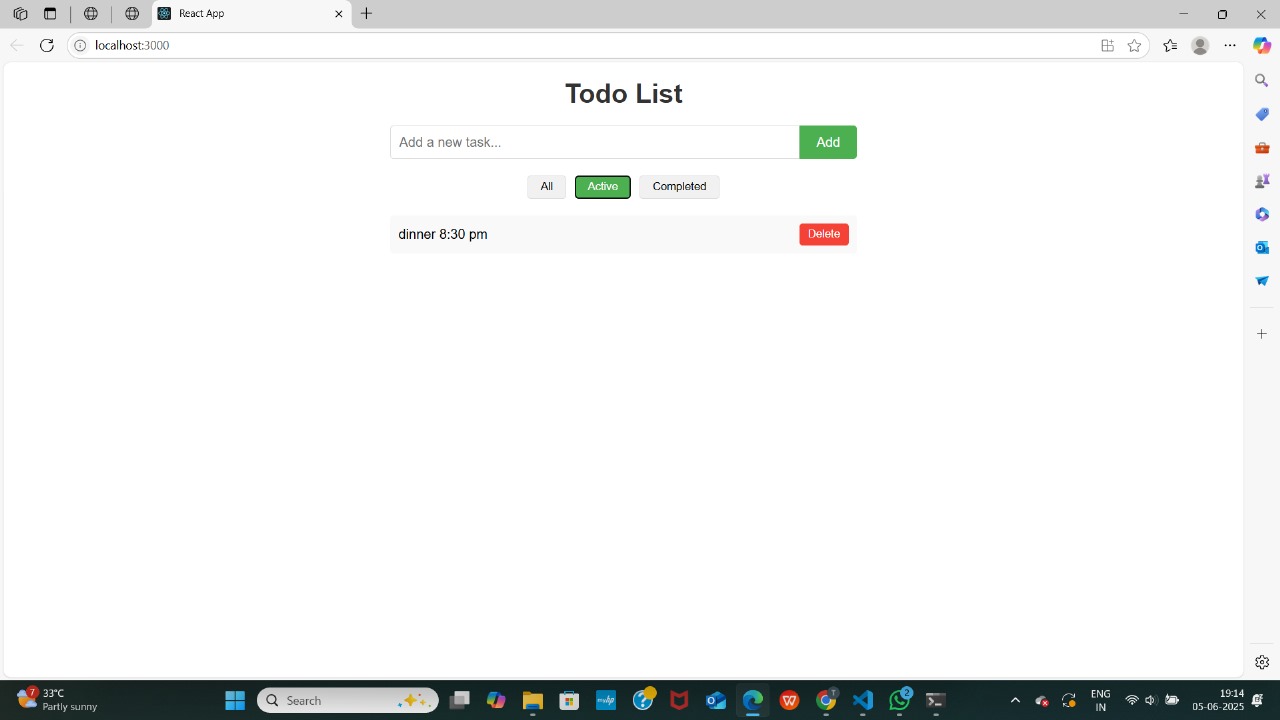 React App
localhost:3000
Todo List
Add a new task...
Add
All
Active
Completed
dinner 8:30 pm
Delete
7
33°C
Partly sunny
Search
myhp
W
T
2
ENG
IN
19:14
05-06-2025